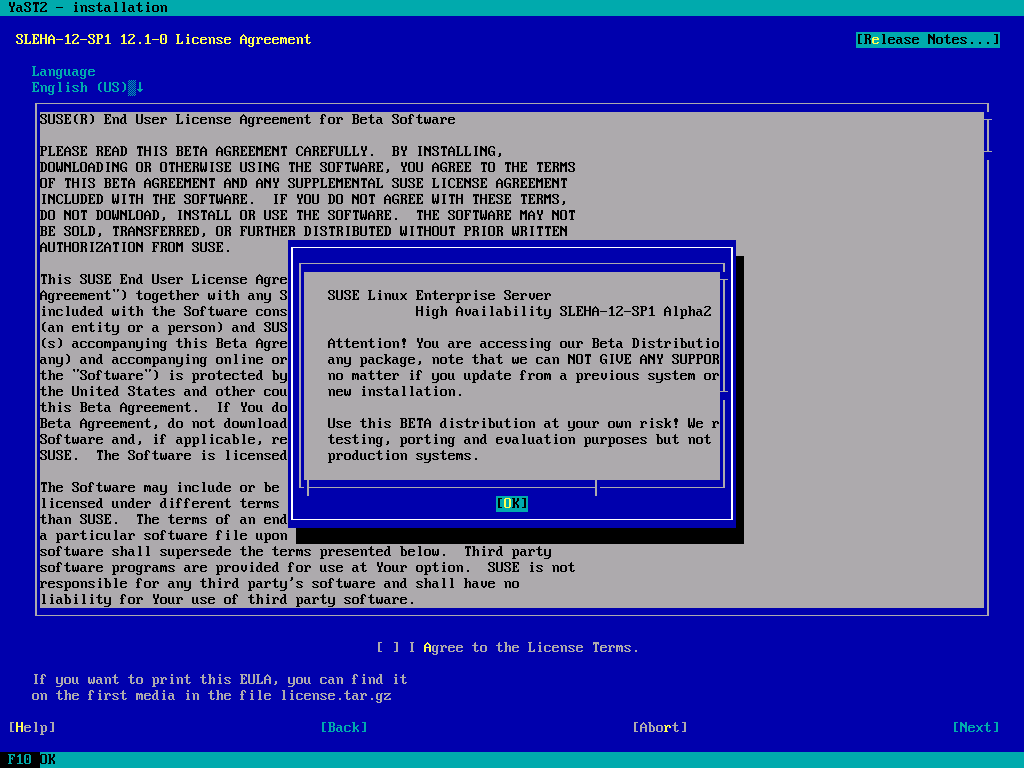 YaST2 - installation
SLEHA-12-SP1 12.1-0 License Agreement
[Release Notes...]
Language
English (US)
SUSE(R) End User License Agreement for Beta Software
PLEASE READ THIS BETA AGREEMENT CAREFULLY.  BY INSTALLING,
DOWNLOADING OR OTHERWISE USING THE SOFTWARE, YOU AGREE TO THE TERMS
OF THIS BETA AGREEMENT AND ANY SUPPLEMENTAL SUSE LICENSE AGREEMENT
INCLUDED WITH THE SOFTWARE.  IF YOU DO NOT AGREE WITH THESE TERMS,
DO NOT DOWNLOAD, INSTALL OR USE THE SOFTWARE.  THE SOFTWARE MAY NOT
BE SOLD, TRANSFERRED, OR FURTHER DISTRIBUTED WITHOUT PRIOR WRITTEN
AUTHORIZATION FROM SUSE.
This SUSE End User License Agre
Agreement") together with any S
included with the Software cons
(an entity or a person) and SUS
(s) accompanying this Beta Agre
any) and accompanying online or
the "Software") is protected by
the United States and other cou
this Beta Agreement.  If You do
Beta Agreement, do not download
Software and, if applicable, re
SUSE.  The Software is licensed
The Software may include or be
licensed under different terms
than SUSE.  The terms of an end
a particular software file upon
software shall supersede the terms presented below.  Third party
software programs are provided for use at Your option.  SUSE is not
responsible for any third party's software and shall have no
liability for Your use of third party software.
SUSE Linux Enterprise Server
High Availability SLEHA-12-SP1 Alpha2
Attention! You are accessing our Beta Distributio
any package, note that we can NOT GIVE ANY SUPPOR
no matter if you update from a previous system or
new installation.
Use this BETA distribution at your own risk! We r
testing, porting and evaluation purposes but not
production systems.
[OK]
[ ] I Agree to the License Terms.
If you want to print this EULA, you can find it
on the first media in the file license.tar.gz
[Help]
[Back]
[Abort]
[Next]
F10 OK